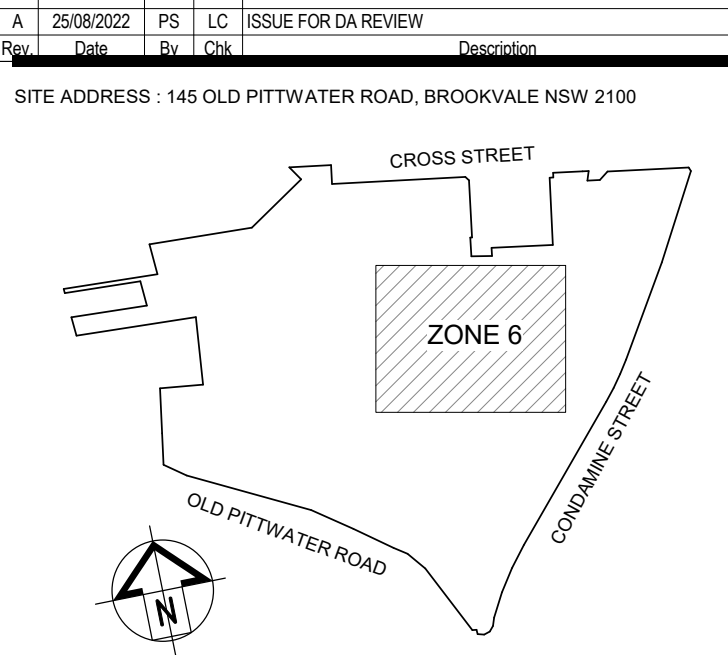 A 25/08/2022 PS LC ISSUE FOR DA REVIEW
Rev. Date By Chk Description
SITE ADDRESS : 145 OLD PITTWATER ROAD, BROOKVALE NSW 2100
CROSS STREET
ZONE 6
CONDAMINE STREET
OLD PITTWATER ROAD
N